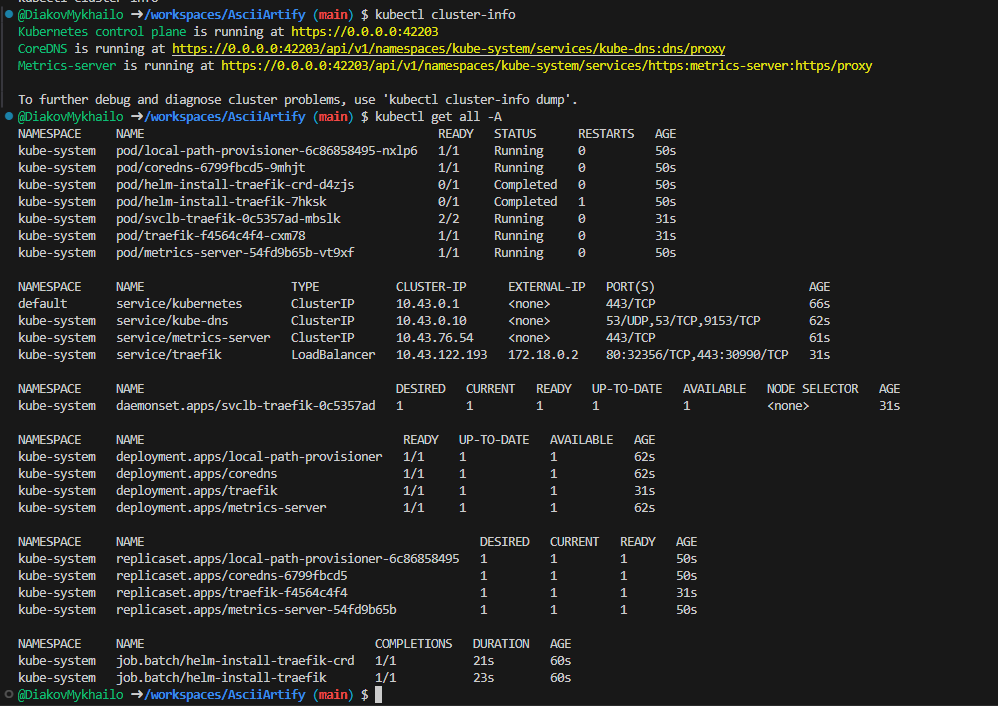 kubectl cluster-info
@DiakovMykhailo ➜/workspaces/AsciiArtify (main) $ kubectl cluster-info
Kubernetes control plane is running at https://0.0.0.0:42203
CoreDNS is running at https://0.0.0.0:42203/api/v1/namespaces/kube-system/services/kube-dns:dns/proxy
Metrics-server is running at https://0.0.0.0:42203/api/v1/namespaces/kube-system/services/https:metrics-server:https/proxy
To further debug and diagnose cluster problems, use 'kubectl cluster-info dump'.
@DiakovMykhailo ➜/workspaces/AsciiArtify (main) $ kubectl get all -A
NAMESPACE NAME READY STATUS RESTARTS AGE
kube-system pod/local-path-provisioner-6c86858495-nxlp6 1/1 Running 0 50s
kube-system pod/coredns-6799fbcd5-9mhjt 1/1 Running 0 50s
kube-system pod/helm-install-traefik-crd-d4zjs 0/1 Completed 0 50s
kube-system pod/helm-install-traefik-7hksk 0/1 Completed 1 50s
kube-system pod/svclb-traefik-0c5357ad-mbslk 2/2 Running 0 31s
kube-system pod/traefik-f4564c4f4-cxm78 1/1 Running 0 31s
kube-system pod/metrics-server-54fd9b65b-vt9xf 1/1 Running 0 50s
NAMESPACE NAME TYPE CLUSTER-IP EXTERNAL-IP PORT(S) AGE
default service/kubernetes ClusterIP 10.43.0.1 <none> 443/TCP 66s
kube-system service/kube-dns ClusterIP 10.43.0.10 <none> 53/UDP,53/TCP,9153/TCP 62s
kube-system service/metrics-server ClusterIP 10.43.76.54 <none> 443/TCP 61s
kube-system service/traefik LoadBalancer 10.43.122.193 172.18.0.2 80:32356/TCP,443:30990/TCP 31s
NAMESPACE NAME DESIRED CURRENT READY UP-TO-DATE AVAILABLE NODE SELECTOR AGE
kube-system daemonset.apps/svclb-traefik-0c5357ad 1 1 1 1 1 <none> 31s
NAMESPACE NAME READY UP-TO-DATE AVAILABLE AGE
kube-system deployment.apps/local-path-provisioner 1/1 1 1 62s
kube-system deployment.apps/coredns 1/1 1 1 62s
kube-system deployment.apps/traefik 1/1 1 1 31s
kube-system deployment.apps/metrics-server 1/1 1 1 62s
NAMESPACE NAME DESIRED CURRENT READY AGE
kube-system replicaset.apps/local-path-provisioner-6c86858495 1 1 1 50s
kube-system replicaset.apps/coredns-6799fbcd5 1 1 1 50s
kube-system replicaset.apps/traefik-f4564c4f4 1 1 1 31s
kube-system replicaset.apps/metrics-server-54fd9b65b 1 1 1 50s
NAMESPACE NAME COMPLETIONS DURATION AGE
kube-system job.batch/helm-install-traefik-crd 1/1 21s 60s
kube-system job.batch/helm-install-traefik 1/1 23s 60s
@DiakovMykhailo ➜/workspaces/AsciiArtify (main) $